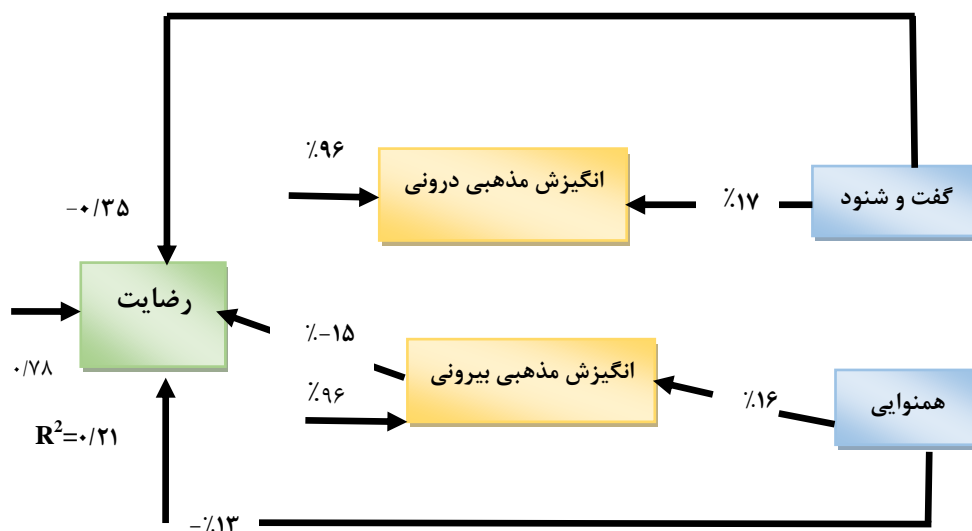 ٪۹۶
انگیزش مذهبی درونی
٪۱۷
گفت و شنود
-۰/۳۵
رضایت
۰/۷۸
R²=۰/۲۱
٪-۱۵
انگیزش مذهبی بیرونی
٪۹۶
٪۱۶
همنوایی
-٪۱۳